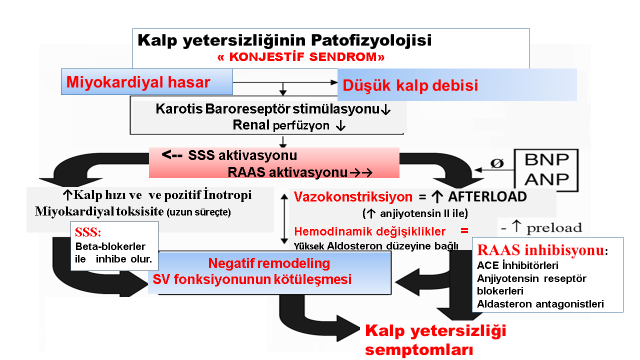 Kalp yetersizliğinin Patofizyolojisi
« KONJESTİF SENDROM»
Miyokardiyal hasar
Düşük kalp debisi
Karotis Baroreseptör stimülasyonu↓
Renal perfüzyon ↓
<-- SSS aktivasyonu
RAAS aktivasyonu→→
ø
BNP
ANP
↑Kalp hızı ve ve pozitif İnotropi
Miyokardiyal toksisite (uzun süreçte)
Vazokonstriksiyon = ↑ AFTERLOAD
(↑ anjiyotensin II ile)
Hemodinamik değişiklikler =
- ↑ preload
Yüksek Aldosteron düzeyine bağlı
SSS:
Beta-blokerler
ile inhibe olur.
RAAS inhibisyonu:
ACE İnhibitörleri
Anjiyotensin reseptör
blokerleri
Aldasteron antagonistleri
Negatif remodeling
SV fonksiyonunun kötüleşmesi
Kalp yetersizliği
semptomları